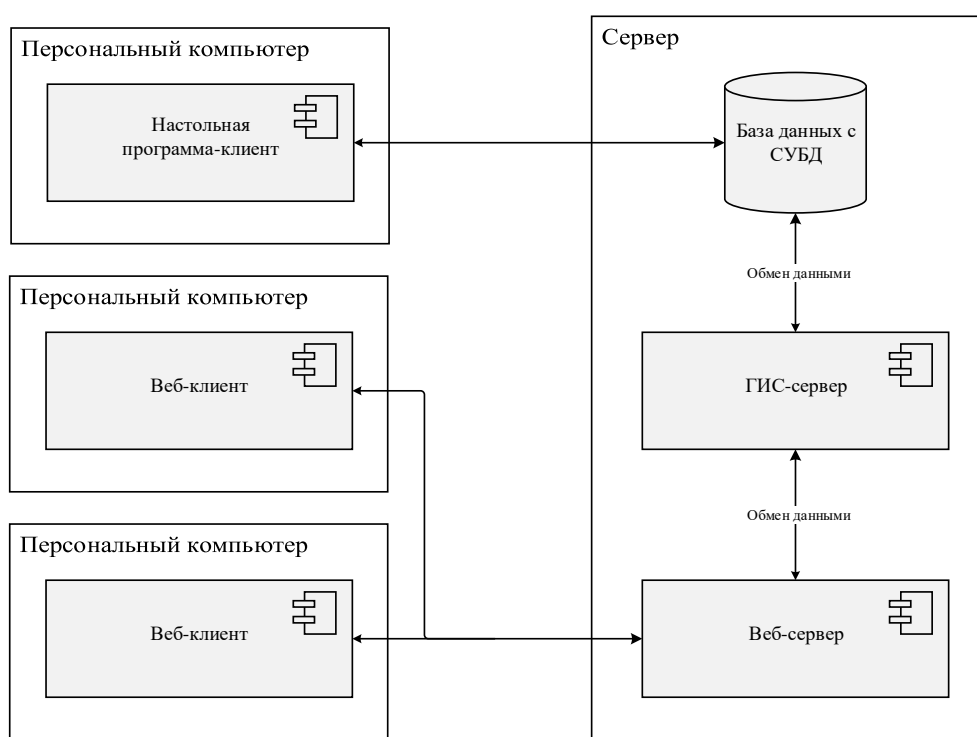 Персональный компьютер
Настольная
программа-клиент
Персональный компьютер
Веб-клиент
Персональный компьютер
Веб-клиент
Сервер
База данных с
СУБД
Обмен данными
ГИС-сервер
Обмен данными
Веб-сервер